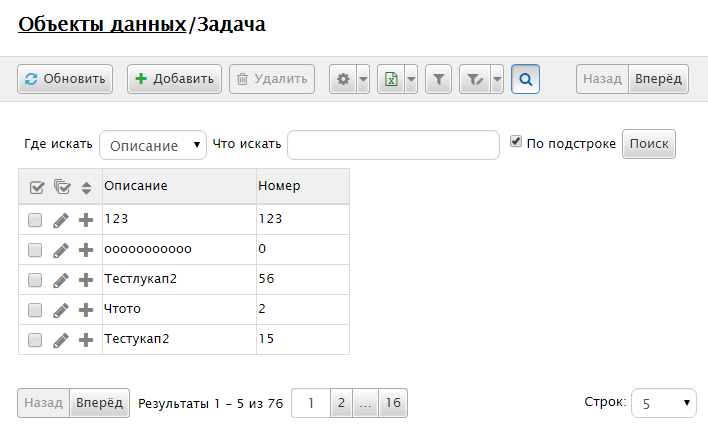 Объекты данных/Задача
Обновить Добавить Удалить Назад Вперёд
Где искать Описание Что искать По подстроке Поиск
Описание Номер
123 123
ооооооооооо 0
Тестлукап2 56
Чтото 2
Тестукап2 15
Назад Вперёд Результаты 1 - 5 из 76 1 2 ... 16 Строк: 5